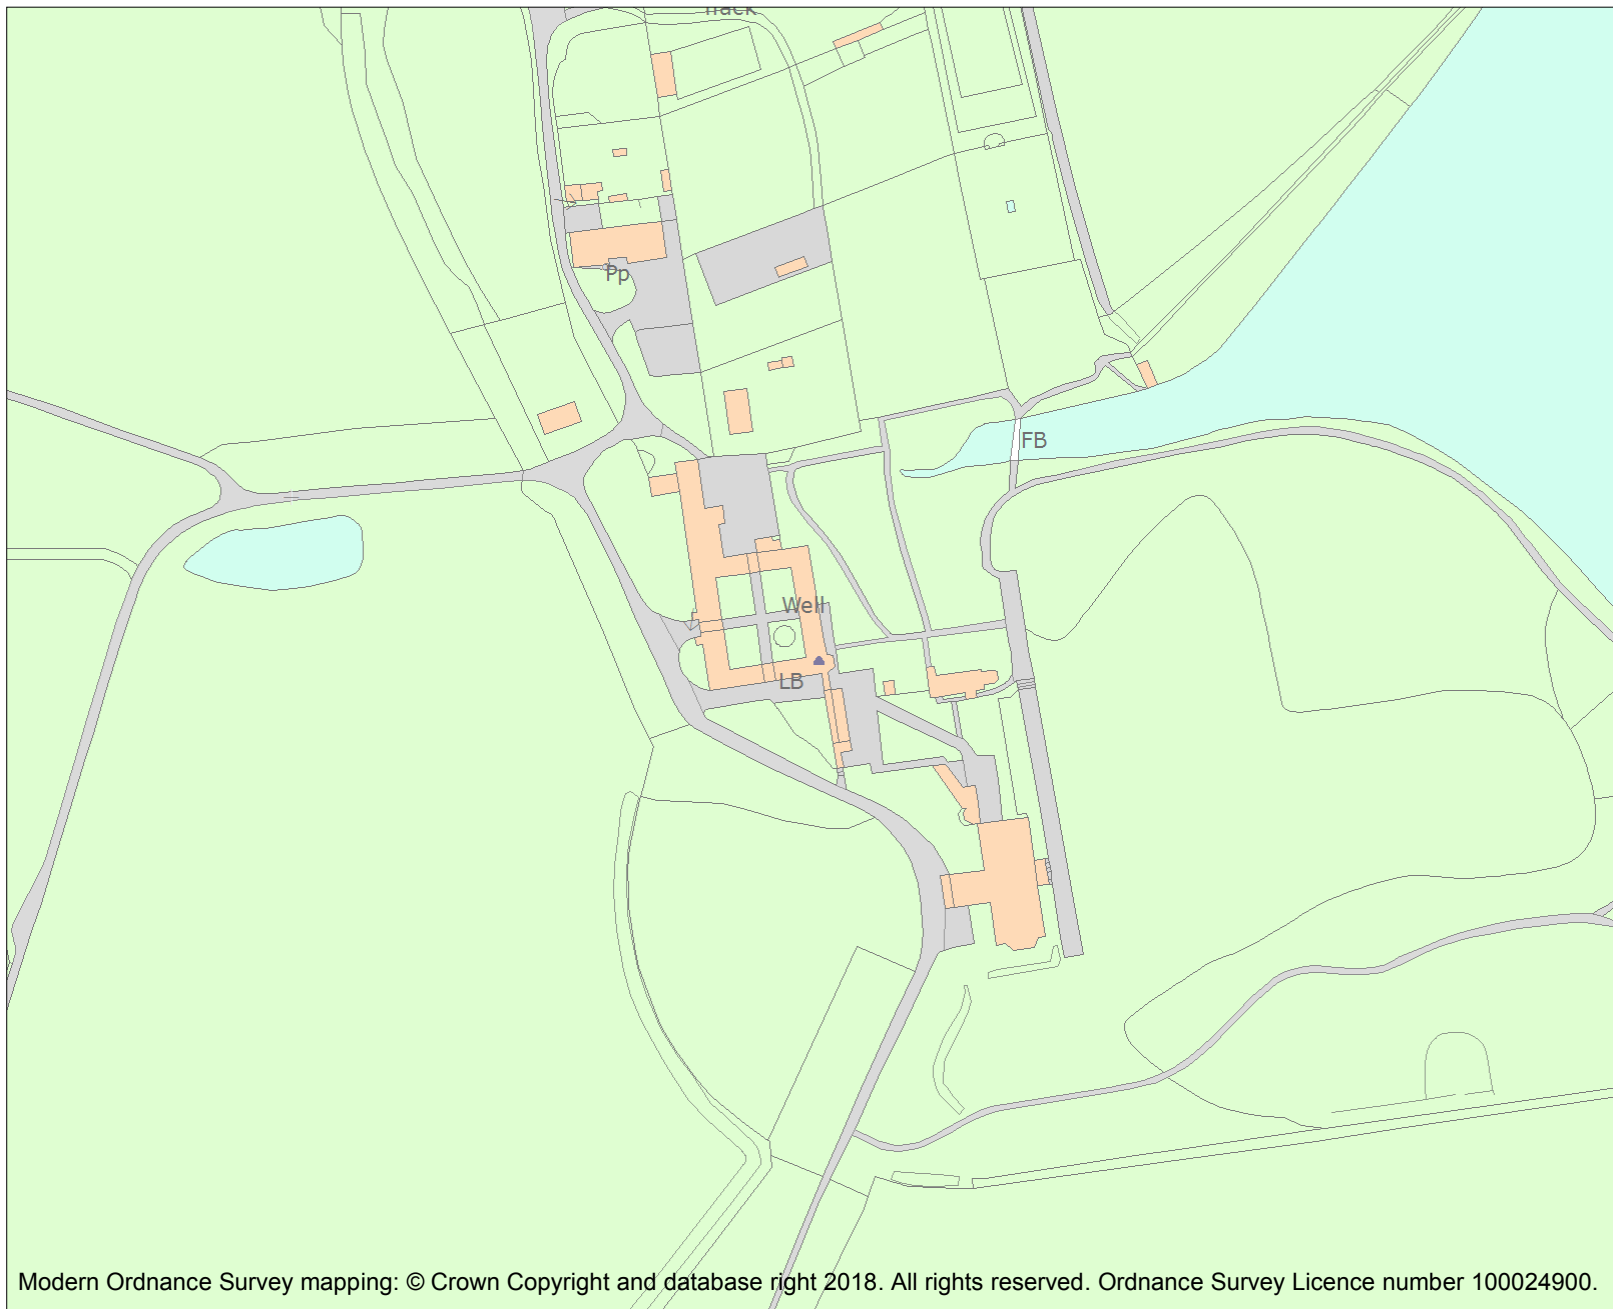 Track
Pp
FB
Well
LB
Modern Ordnance Survey mapping: © Crown Copyright and database right 2018. All rights reserved. Ordnance Survey Licence number 100024900.